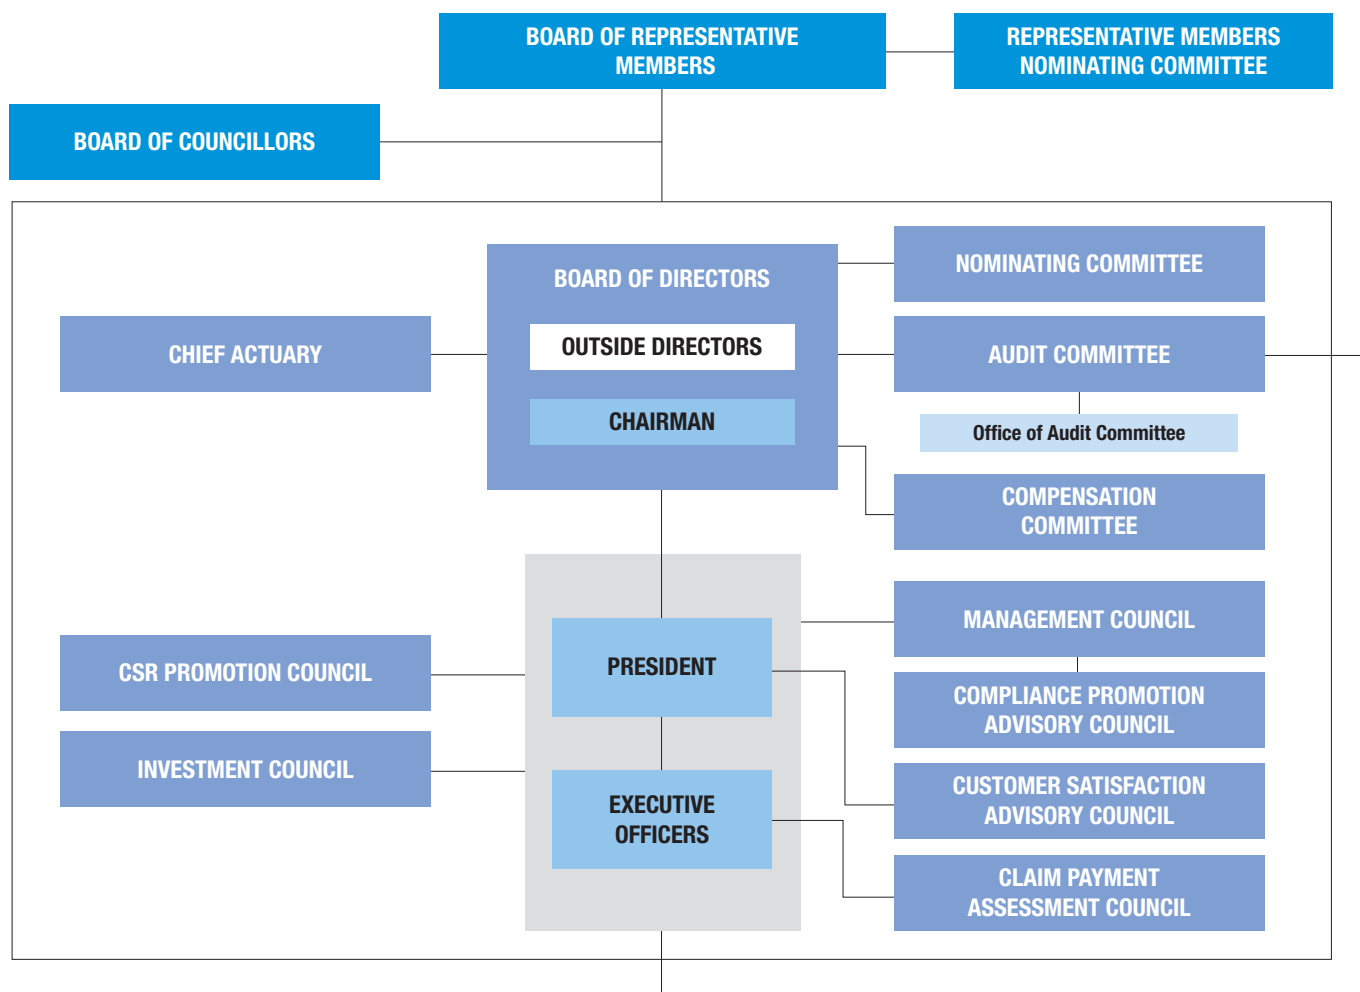 BOARD OF REPRESENTATIVE
MEMBERS
REPRESENTATIVE MEMBERS
NOMINATING COMMITTEE
BOARD OF COUNCILLORS
BOARD OF DIRECTORS
OUTSIDE DIRECTORS
CHAIRMAN
NOMINATING COMMITTEE
CHIEF ACTUARY
AUDIT COMMITTEE
Office of Audit Committee
COMPENSATION
COMMITTEE
PRESIDENT
EXECUTIVE
OFFICERS
CSR PROMOTION COUNCIL
INVESTMENT COUNCIL
MANAGEMENT COUNCIL
COMPLIANCE PROMOTION
ADVISORY COUNCIL
CUSTOMER SATISFACTION
ADVISORY COUNCIL
CLAIM PAYMENT
ASSESSMENT COUNCIL